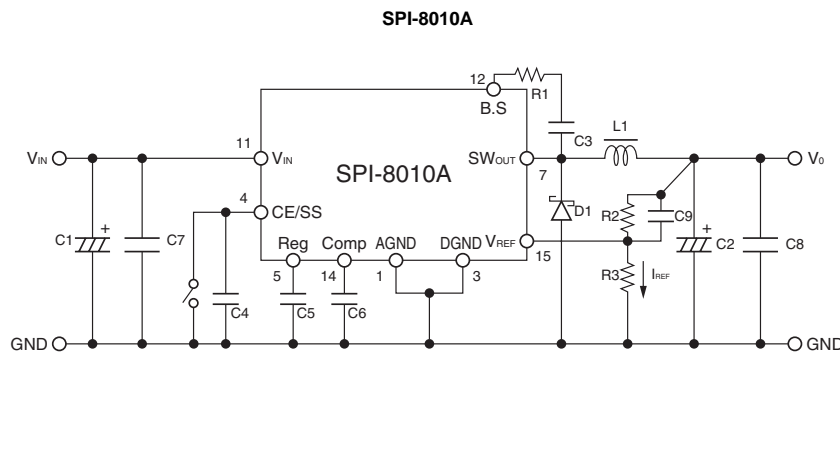 SPI-8010A
12
R1
B.S
C3
L1
11
VIN
VIN
SPI-8010A
SWOUT
7
V0
4
CE/SS
D1
R2
C9
C1
+
C7
Reg
Comp
AGND
DGND
VREF
15
+
C2
C8
5
14
1
3
R3
IREF
C4
C5
C6
GND
GND